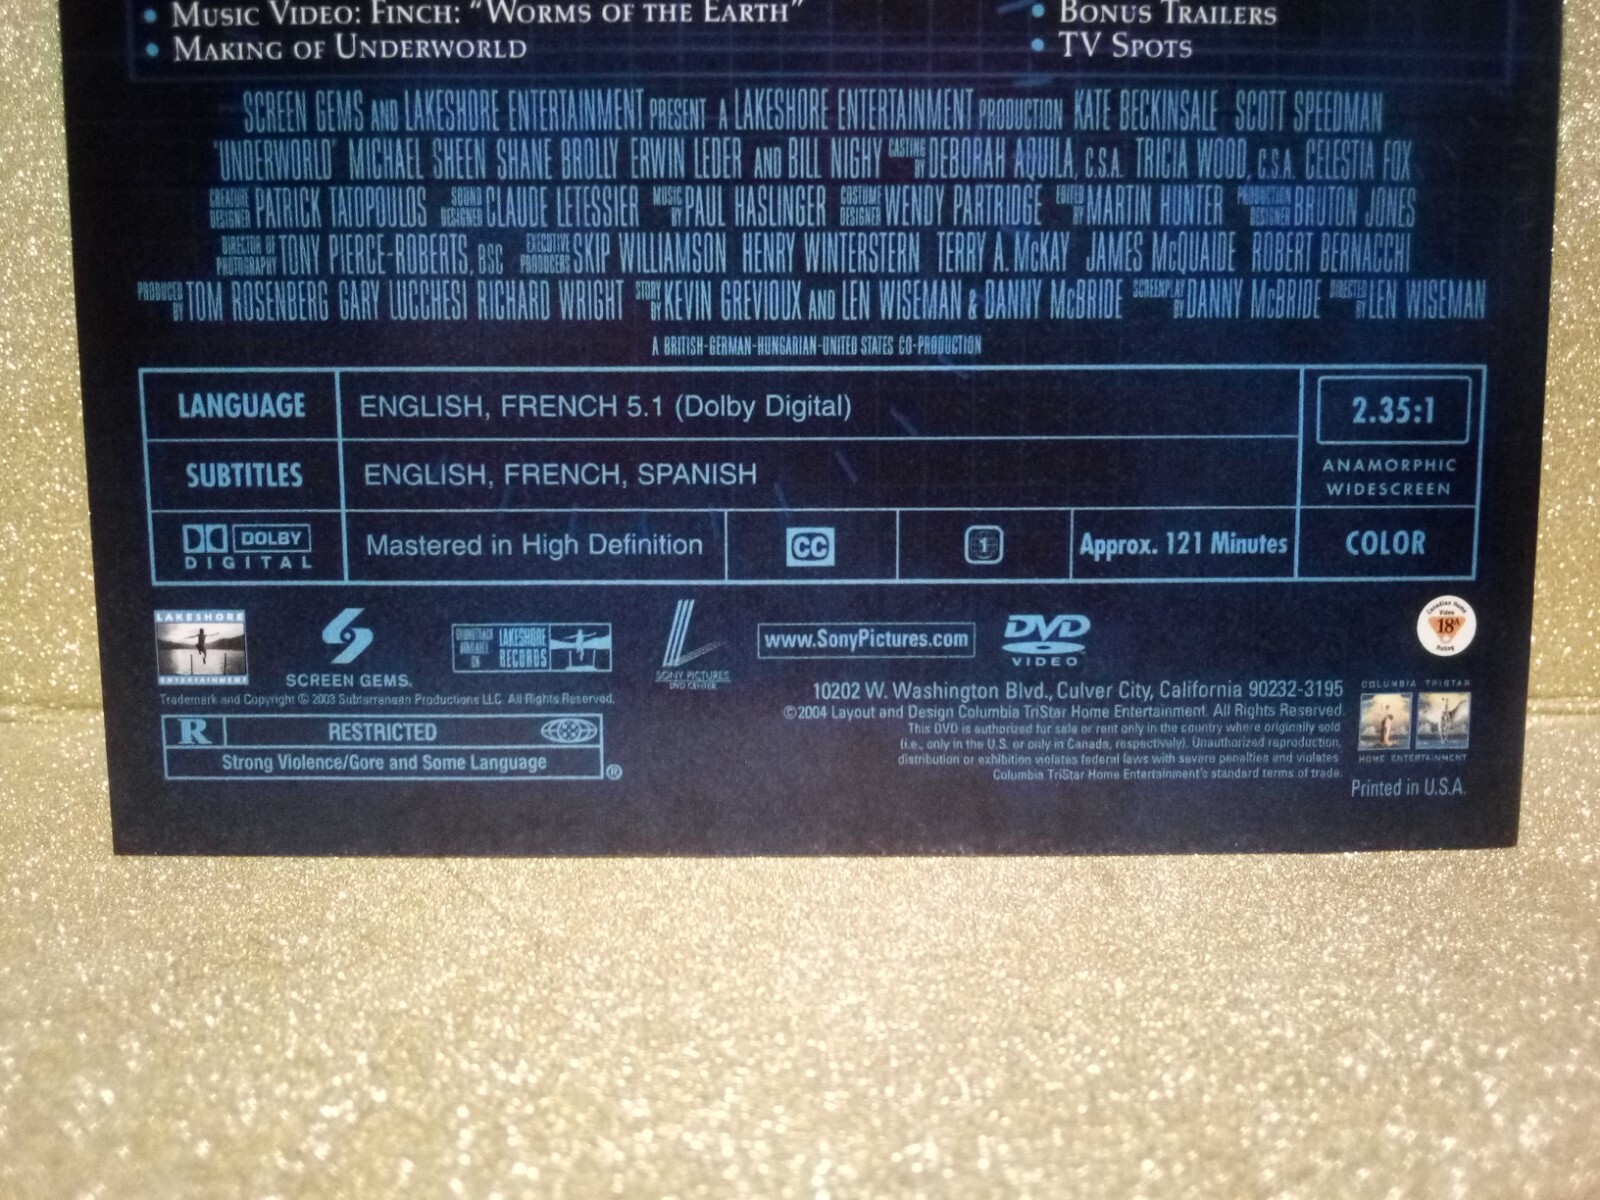 • MUSIC VIDEO: FINCH: "WORMS OF THE EARTH"
• BONUS TRAILERS
• MAKING OF UNDERWORLD
• TV SPOTS
SCREEN GEMS AND LAKESHORE ENTERTAINMENT PRESENT A LAKESHORE ENTERTAINMENT PRODUCTION KATE BECKINSALE SCOTT SPEEDMAN
"UNDERWORLD" MICHAEL SHEEN SHANE BROLLY ERWIN LEDER AND BILL NIGHY CASTING BY DEBORAH AQUILA, C.S.A. TRICIA WOOD, C.S.A. CELESTIA FOX
CREATURE DESIGNER PATRICK TATOPOULOS SOUND DESIGNER CLAUDE LETESSIER MUSIC BY PAUL HASLINGER COSTUME DESIGNER WENDY PARTRIDGE EDITED BY MARTIN HUNTER PRODUCTION DESIGNER BRUTON JONES
DIRECTOR OF PHOTOGRAPHY TONY PIERCE-ROBERTS, BSC EXECUTIVE PRODUCERS SKIP WILLIAMSON HENRY WINTERSTERN TERRY A. McKAY JAMES McQUAIDE ROBERT BERNACCHI
PRODUCED BY TOM ROSENBERG GARY LUCCHESI RICHARD WRIGHT STORY BY KEVIN GREVIOUX AND LEN WISEMAN & DANNY McBRIDE SCREENPLAY BY DANNY McBRIDE DIRECTED BY LEN WISEMAN
A BRITISH-GERMAN-HUNGARIAN-UNITED STATES CO-PRODUCTION
LANGUAGE ENGLISH, FRENCH 5.1 (Dolby Digital)
2.35:1
SUBTITLES ENGLISH, FRENCH, SPANISH
ANAMORPHIC
WIDESCREEN
DOLBY
DIGITAL
Mastered in High Definition CC 1 Approx. 121 Minutes COLOR
LAKESHORE
ENTERTAINMENT
SCREEN GEMS.
SOUNDTRACK
AVAILABLE
ON
LAKESHORE
RECORDS
SONY PICTURES
DVD CENTER
www.SonyPictures.com
DVD
VIDEO
Canadian Home
Video
18A
Rating
Trademark and Copyright © 2003 Subterranean Productions LLC. All Rights Reserved.
R RESTRICTED
Strong Violence/Gore and Some Language ®
10202 W. Washington Blvd., Culver City, California 90232-3195
©2004 Layout and Design Columbia TriStar Home Entertainment. All Rights Reserved.
This DVD is authorized for sale or rent only in the country where originally sold
(i.e., only in the U.S. or only in Canada, respectively). Unauthorized reproduction,
distribution or exhibition violates federal laws with severe penalties and violates
Columbia TriStar Home Entertainment's standard terms of trade.
COLUMBIA TRISTAR
HOME ENTERTAINMENT
Printed in U.S.A.